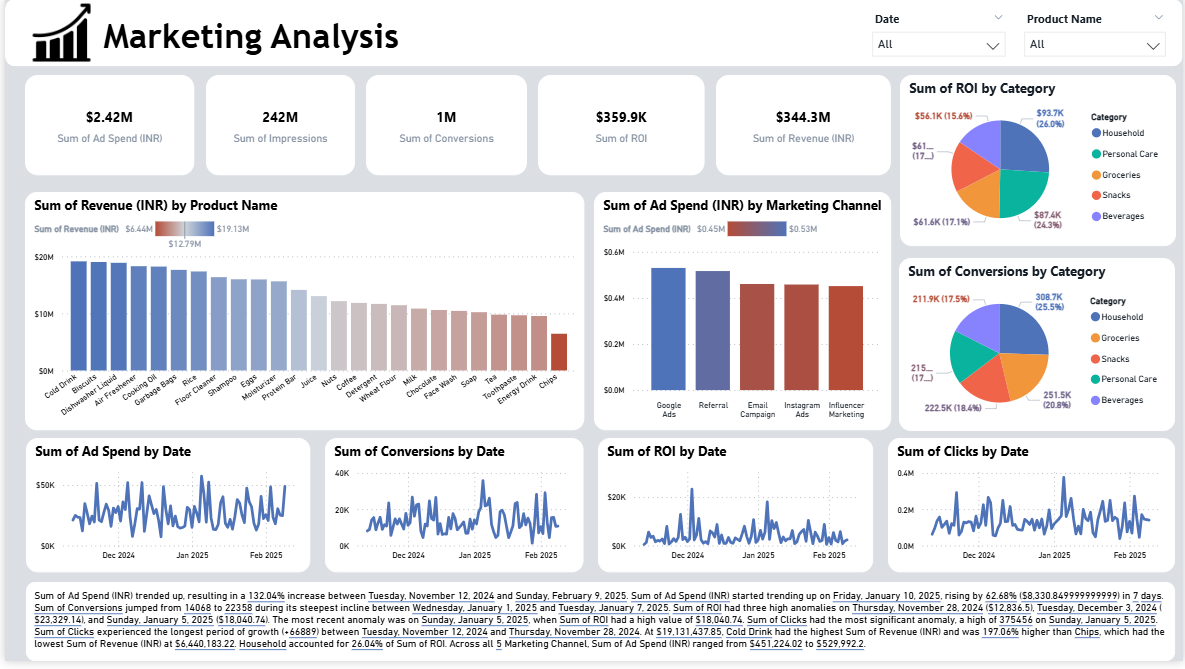 Marketing Analysis
Date
All
Product Name
All
$2.42M
Sum of Ad Spend (INR)
242M
Sum of Impressions
1M
Sum of Conversions
$359.9K
Sum of ROI
$344.3M
Sum of Revenue (INR)
Sum of ROI by Category
$56.1K (15.6%)
$93.7K
(26.0%)
$61...
(17...)
$61.6K (17.1%)
$87.4K
(24.3%)
Category
Household
Personal Care
Groceries
Snacks
Beverages
Sum of Revenue (INR) by Product Name
Sum of Revenue (INR) $6.44M $19.13M
$12.79M
$20M
$10M
$0M
Cold Drink
Biscuits
Dishwasher Liquid
Air Freshener
Cooking Oil
Garbage Bags
Rice
Floor Cleaner
Shampoo
Eggs
Moisturizer
Protein Bar
Juice
Nuts
Coffee
Detergent
Wheat Flour
Milk
Chocolate
Face Wash
Soap
Tea
Toothpaste
Energy Drink
Chips
Sum of Ad Spend (INR) by Marketing Channel
Sum of Ad Spend (INR) $0.45M $0.53M
$0.6M
$0.4M
$0.2M
$0.0M
Google
Ads
Referral
Email
Campaign
Instagram
Ads
Influencer
Marketing
Sum of Conversions by Category
211.9K (17.5%)
308.7K
(25.5%)
215...
(17...)
222.5K (18.4%)
251.5K
(20.8%)
Category
Household
Groceries
Snacks
Personal Care
Beverages
Sum of Ad Spend by Date
$50K
$0K
Dec 2024 Jan 2025 Feb 2025
Sum of Conversions by Date
40K
20K
0K
Dec 2024 Jan 2025 Feb 2025
Sum of ROI by Date
$20K
$0K
Dec 2024 Jan 2025 Feb 2025
Sum of Clicks by Date
0.4M
0.2M
0.0M
Dec 2024 Jan 2025 Feb 2025
Sum of Ad Spend (INR) trended up, resulting in a 132.04% increase between Tuesday, November 12, 2024 and Sunday, February 9, 2025. Sum of Ad Spend (INR) started trending up on Friday, January 10, 2025, rising by 62.68% ($8,330.849999999999) in 7 days.
Sum of Conversions jumped from 14068 to 22358 during its steepest incline between Wednesday, January 1, 2025 and Tuesday, January 7, 2025. Sum of ROI had three high anomalies on Thursday, November 28, 2024 ($12,836.5), Tuesday, December 3, 2024 (
$23,329.14), and Sunday, January 5, 2025 ($18,040.74). The most recent anomaly was on Sunday, January 5, 2025, when Sum of ROI had a high value of $18,040.74. Sum of Clicks had the most significant anomaly, a high of 375456 on Sunday, January 5, 2025.
Sum of Clicks experienced the longest period of growth (+66889) between Tuesday, November 12, 2024 and Thursday, November 28, 2024. At $19,131,437.85, Cold Drink had the highest Sum of Revenue (INR) and was 197.06% higher than Chips, which had the
lowest Sum of Revenue (INR) at $6,440,183.22. Household accounted for 26.04% of Sum of ROI. Across all 5 Marketing Channel, Sum of Ad Spend (INR) ranged from $451,224.02 to $529,992.2.